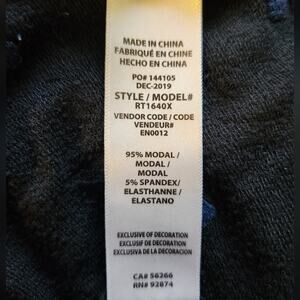 MADE IN CHINA
FABRIQUÉ EN CHINE
HECHO EN CHINA
PO# 144105
DEC-2019
STYLE / MODEL#
RT1640X
VENDOR CODE / CODE
VENDEUR#
EN0012
95% MODAL /
MODAL /
MODAL
5% SPANDEX/
ELASTHANNE /
ELASTANO
EXCLUSIVE OF DECORATION
EXCLUSIF DE DECORATION
EXCLUSIVA DE LA DECORACION
CA# 56266
RN# 92874